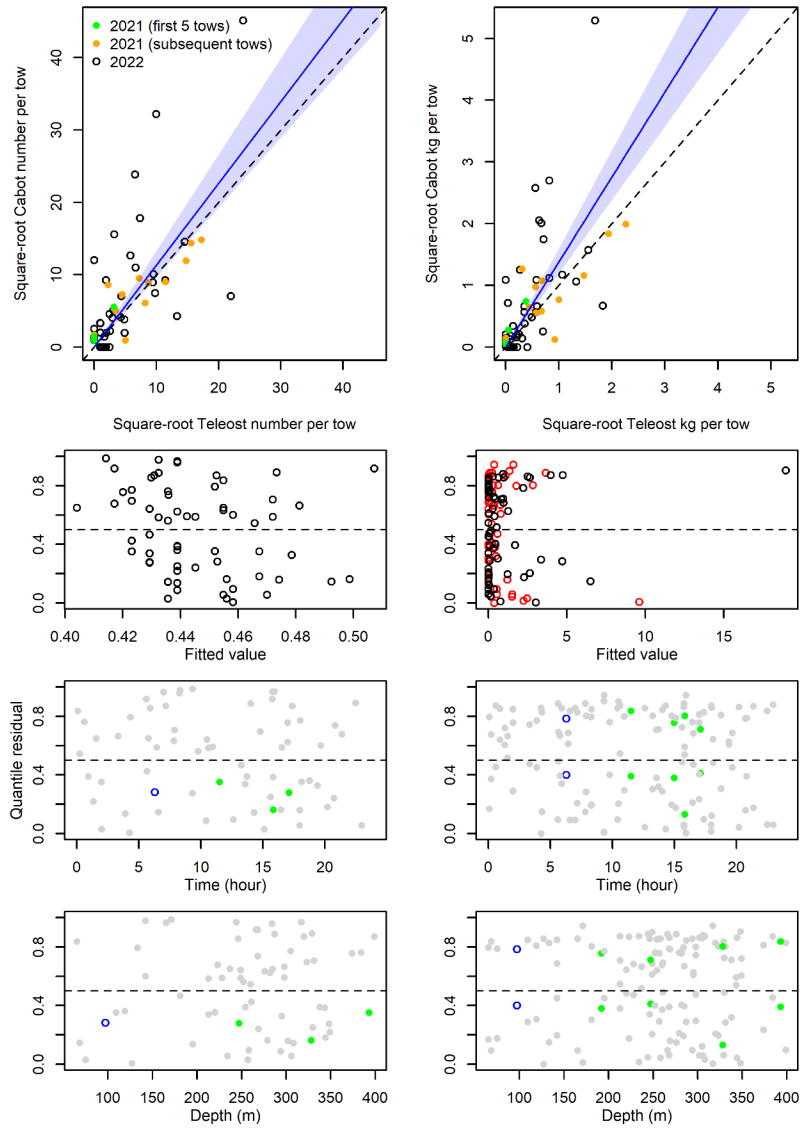 2021 (first 5 tows)
2021 (subsequent tows)
2022
Square-root Cabot number per tow
0 10 20 30 40
0 10 20 30 40
Square-root Teleost number per tow
Square-root Cabot kg per tow
0 1 2 3 4 5
0 1 2 3 4 5
Square-root Teleost kg per tow
Quantile residual
0.0 0.4 0.8
0.40 0.42 0.44 0.46 0.48 0.50
Fitted value
0.0 0.4 0.8
0 5 10 15
Fitted value
0.0 0.4 0.8
0 5 10 15 20
Time (hour)
0.0 0.4 0.8
0 5 10 15 20
Time (hour)
0.0 0.4 0.8
100 150 200 250 300 350 400
Depth (m)
0.0 0.4 0.8
100 150 200 250 300 350 400
Depth (m)